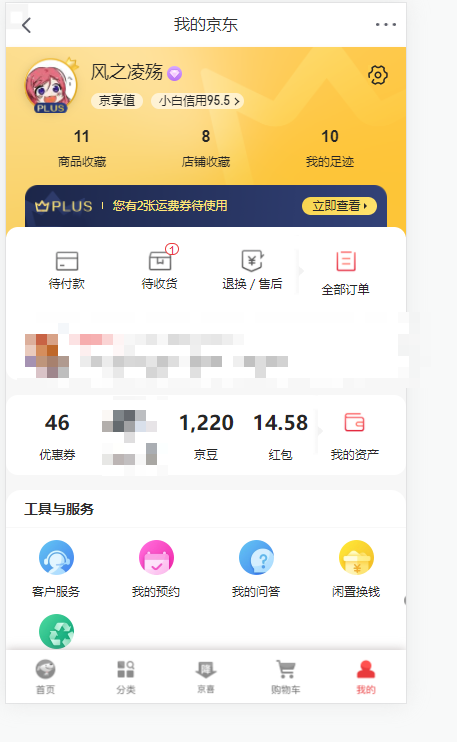 我的京东
风之凌殇
PLUS
京享值 小白信用95.5
11 8 10
商品收藏 店铺收藏 我的足迹
PLUS 您有2张运费券待使用 立即查看
1
待付款 待收货 退换 / 售后 全部订单
46 1,220 14.58
优惠券 京豆 红包 我的资产
工具与服务
客户服务 我的预约 我的问答 闲置换钱
首页 分类 京喜 购物车 我的